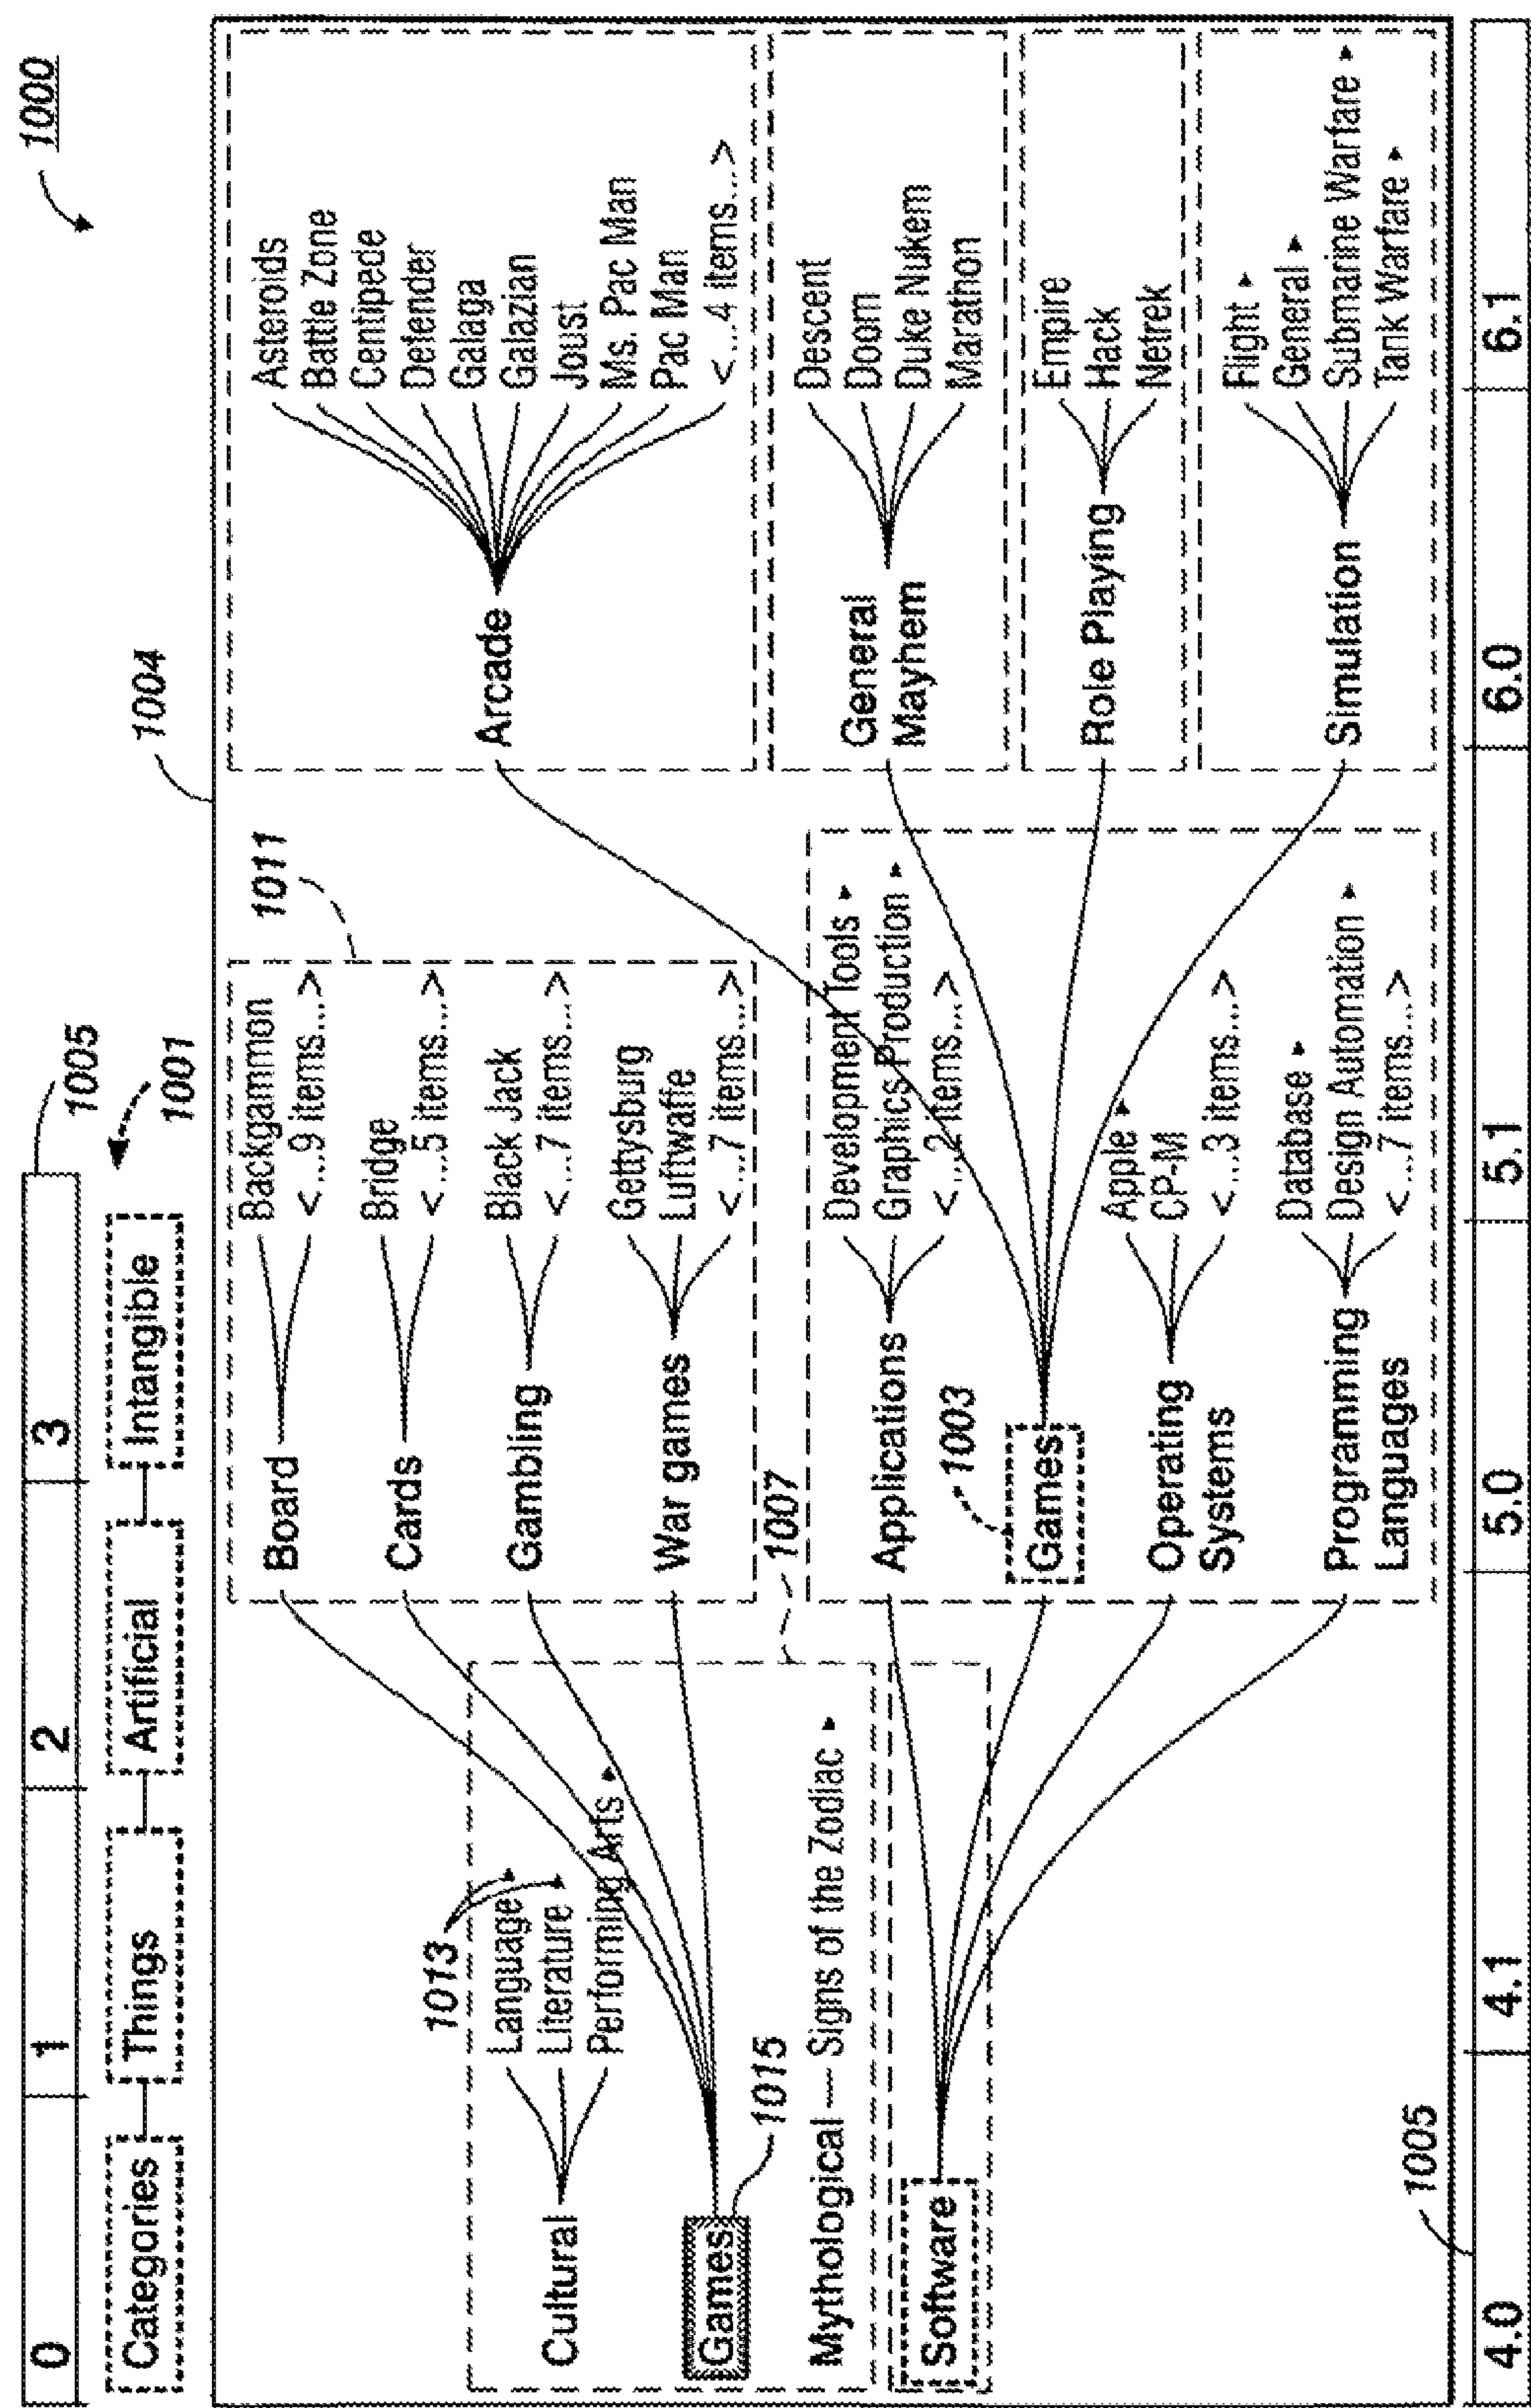 1000
0 1 2 3
1005
Categories Things Artificial Intangible
1001
1004
Cultural
Language
Literature
Performing Arts ►
1013
Games
1015
Mythological — Signs of the Zodiac ►
Software
1007
1011
Board
Backgammon
<...9 items...>
Cards
Bridge
<...5 items...>
Gambling
Black Jack
<...7 items...>
War games
Gettysburg
Luftwaffe
<...7 items...>
Applications
Development Tools ►
Graphics Production ►
<...2 items...>
1003
Games
Operating
Systems
Apple ►
CP-M
<...3 items...>
Programming
Languages
Database ►
Design Automation ►
<...7 items...>
Arcade
Asteroids
Battle Zone
Centipede
Defender
Galaga
Galazian
Joust
Ms. Pac Man
Pac Man
<...4 items...>
General
Mayhem
Descent
Doom
Duke Nukem
Marathon
Role Playing
Empire
Hack
Netrek
Simulation
Flight ►
General ►
Submarine Warfare ►
Tank Warfare ►
1005
4.0 4.1 5.0 5.1 6.0 6.1